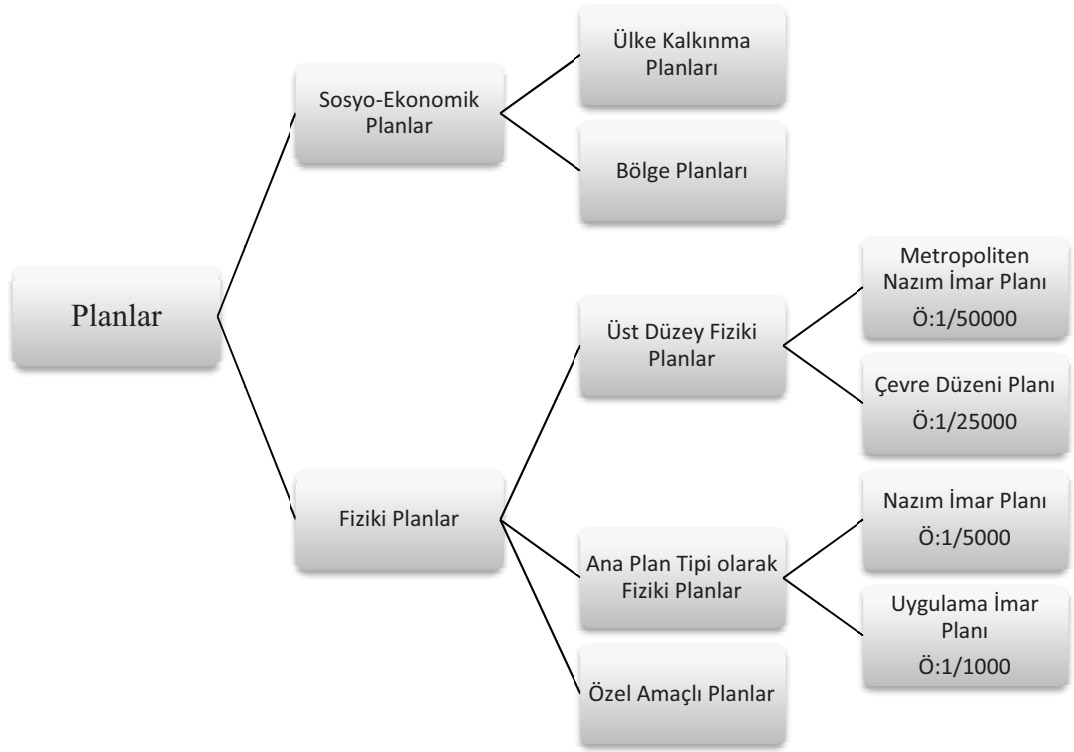 Planlar
Sosyo-Ekonomik
Planlar
Ülke Kalkınma
Planları
Bölge Planları
Fiziki Planlar
Üst Düzey Fiziki
Planlar
Metropoliten
Nazım İmar Planı
Ö:1/50000
Çevre Düzeni Planı
Ö:1/25000
Ana Plan Tipi olarak
Fiziki Planlar
Nazım İmar Planı
Ö:1/5000
Uygulama İmar
Planı
Ö:1/1000
Özel Amaçlı Planlar